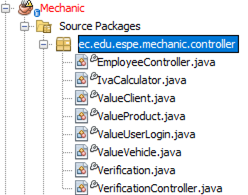 Mechanic
Source Packages
ec.edu.espe.mechanic.controller
EmployeeController.java
IvaCalculator.java
ValueClient.java
ValueProduct.java
ValueUserLogin.java
ValueVehicle.java
Verification.java
VerificationController.java